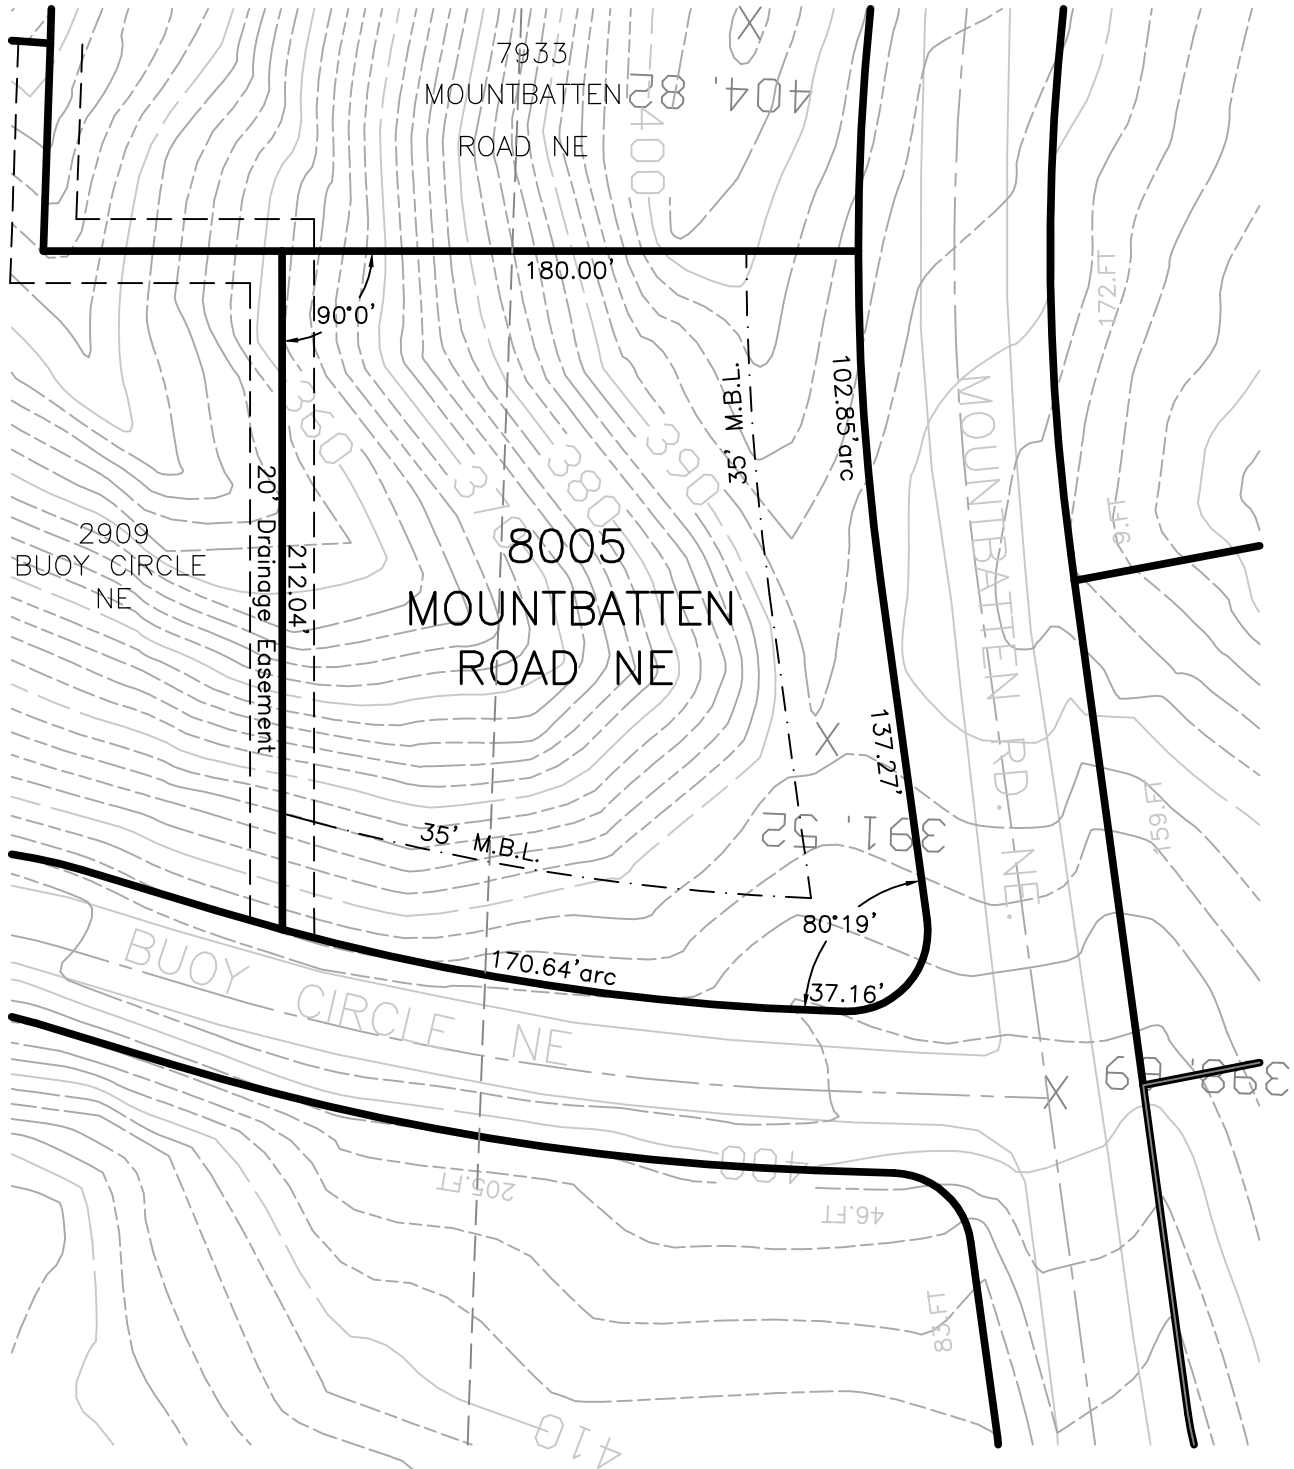 7933
MOUNTBATTEN
ROAD NE
404.82
400
180.00'
90°0'
172.FT
102.85'arc
35' M.B.L.
MOUNTBATTEN RD. NE.
360
370
380
390
9.FT
20' Drainage Easement
212.04'
2909
BUOY CIRCLE
NE
8005
MOUNTBATTEN
ROAD NE
137.27'
X
X
391.52
159.FT
35' M.B.L.
80°19'
170.64'arc
37.16'
BUOY CIRCLE NE
X
398.69
400
205.FT
46.FT
83.FT
410